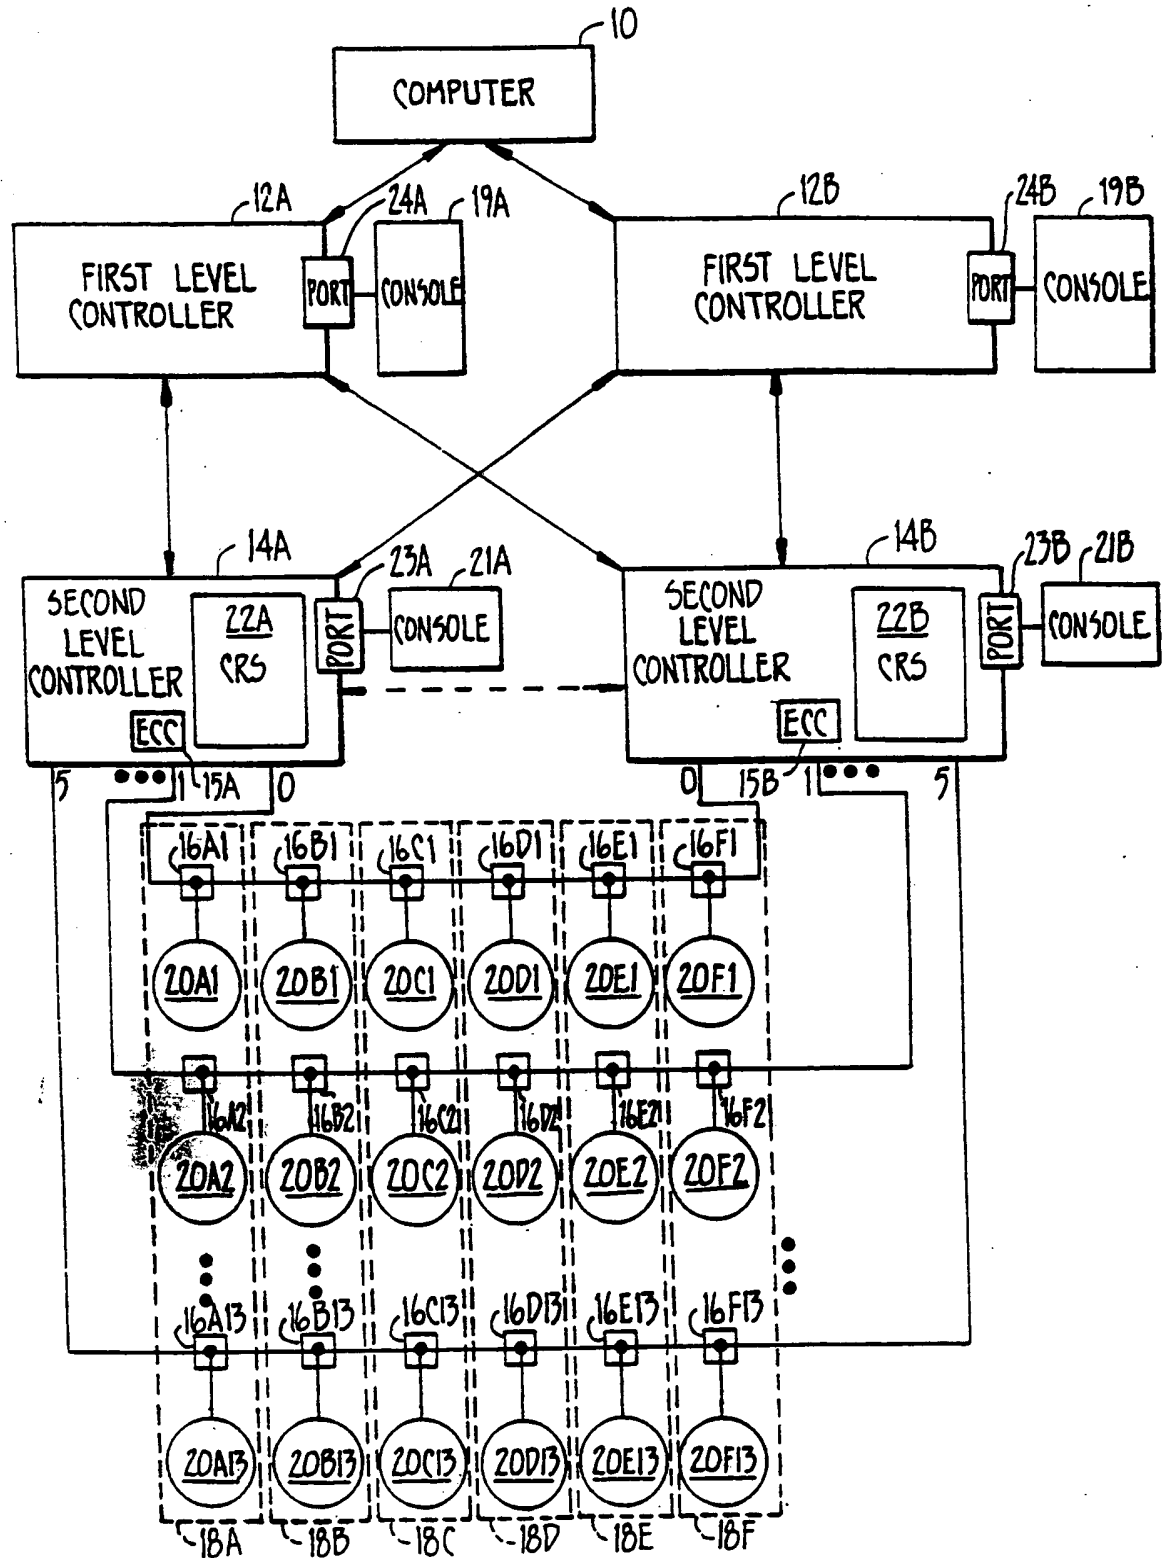 10
COMPUTER
12A
24A
19A
12B
24B
19B
FIRST LEVEL
CONTROLLER
PORT
CONSOLE
FIRST LEVEL
CONTROLLER
PORT
CONSOLE
14A
23A
21A
14B
23B
21B
SECOND
LEVEL
CONTROLLER
22A
CRS
PORT
CONSOLE
ECC
SECOND
LEVEL
CONTROLLER
22B
CRS
PORT
CONSOLE
ECC
5
1
15A
0
0
15B
1
5
16A1
16B1
16C1
16D1
16E1
16F1
20A1
20B1
20C1
20D1
20E1
20F1
16A2
16B2
16C2
16D2
16E2
16F2
20A2
20B2
20C2
20D2
20E2
20F2
16A13
16B13
16C13
16D13
16E13
16F13
20A13
20B13
20C13
20D13
20E13
20F13
18A
18B
18C
18D
18E
18F